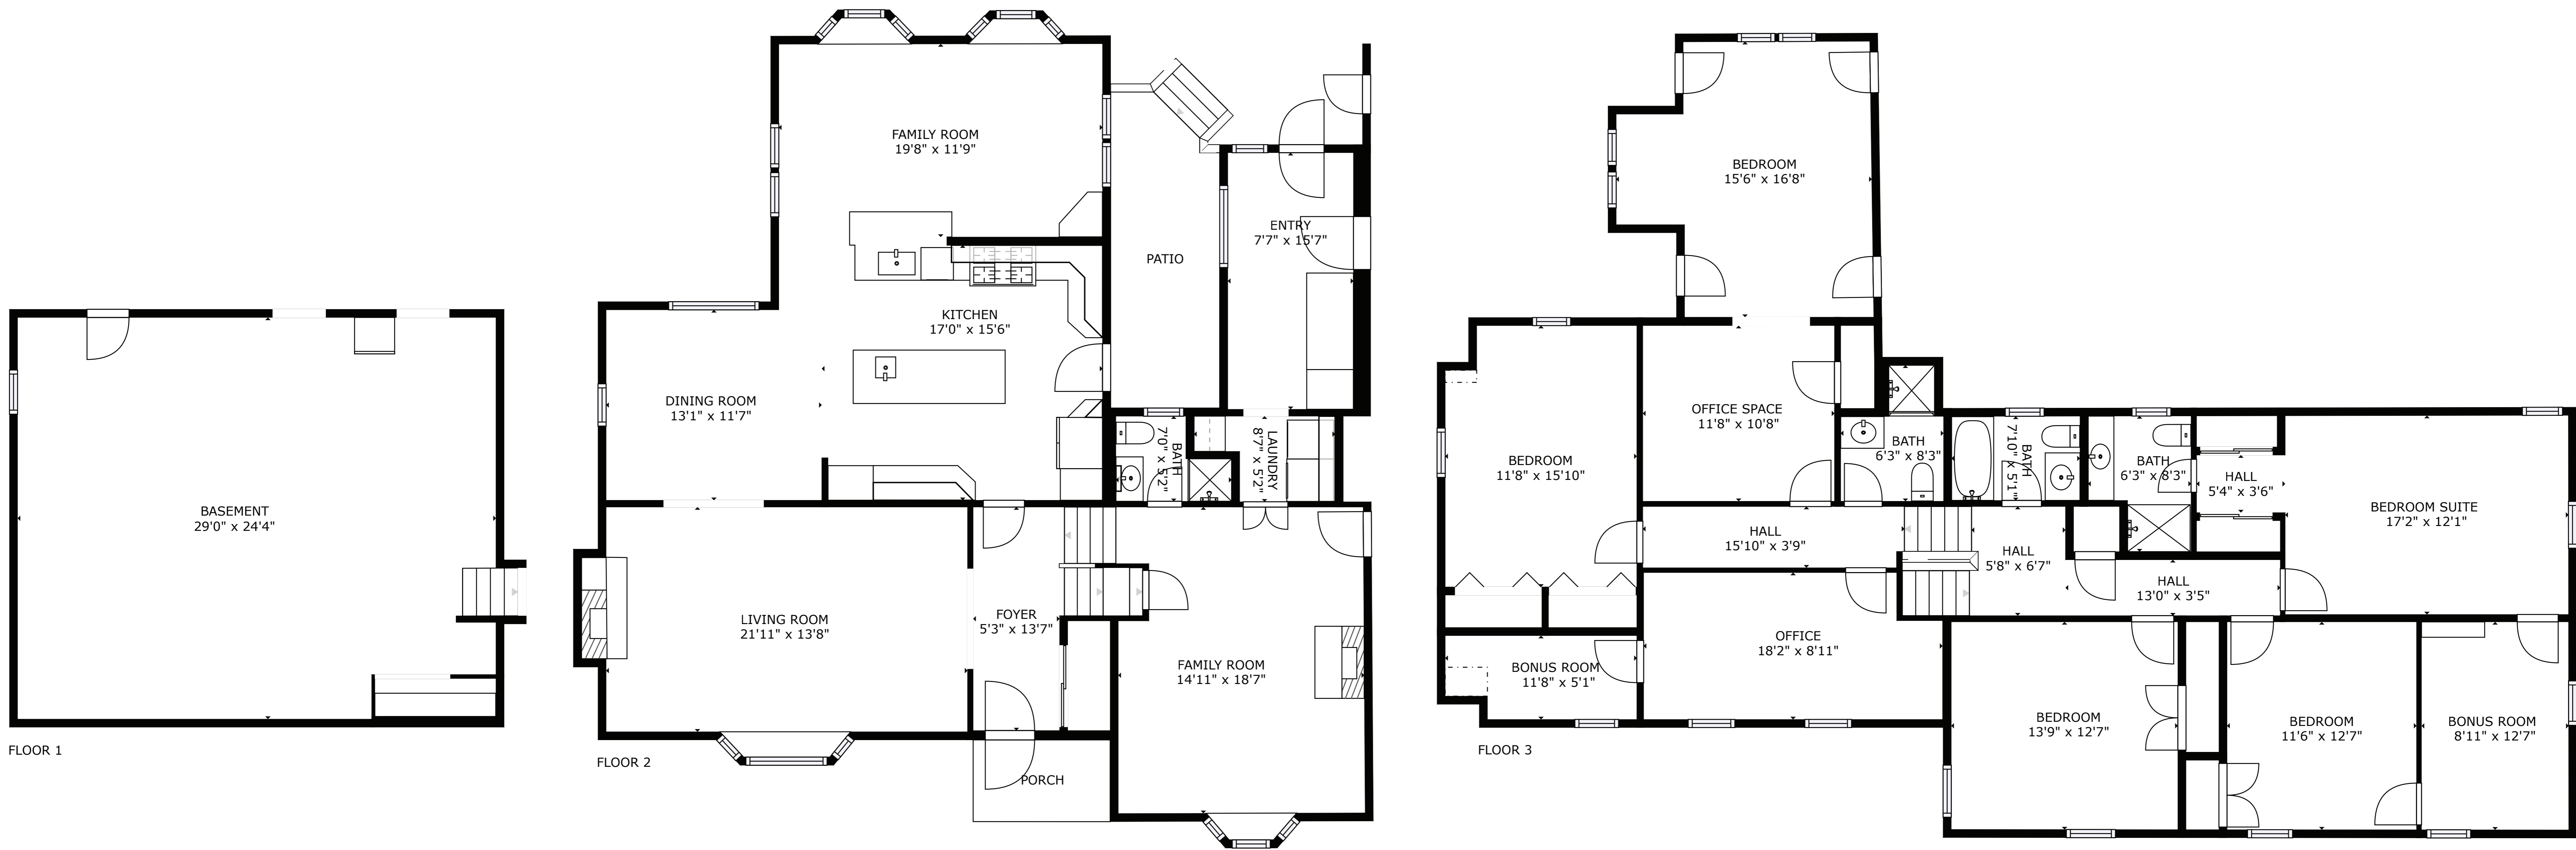 BASEMENT
29'0" x 24'4"
FLOOR 1
FAMILY ROOM
19'8" x 11'9"
ENTRY
7'7" x 15'7"
PATIO
KITCHEN
17'0" x 15'6"
DINING ROOM
13'1" x 11'7"
BATH
7'0" x 5'2"
LAUNDRY
8'7" x 5'2"
LIVING ROOM
21'11" x 13'8"
FOYER
5'3" x 13'7"
FAMILY ROOM
14'11" x 18'7"
PORCH
FLOOR 2
BEDROOM
15'6" x 16'8"
OFFICE SPACE
11'8" x 10'8"
BEDROOM
11'8" x 15'10"
BATH
6'3" x 8'3"
BATH
7'10" x 5'1"
BATH
6'3" x 8'3"
HALL
5'4" x 3'6"
BEDROOM SUITE
17'2" x 12'1"
HALL
15'10" x 3'9"
HALL
5'8" x 6'7"
HALL
13'0" x 3'5"
OFFICE
18'2" x 8'11"
BONUS ROOM
11'8" x 5'1"
BEDROOM
13'9" x 12'7"
BEDROOM
11'6" x 12'7"
BONUS ROOM
8'11" x 12'7"
FLOOR 3